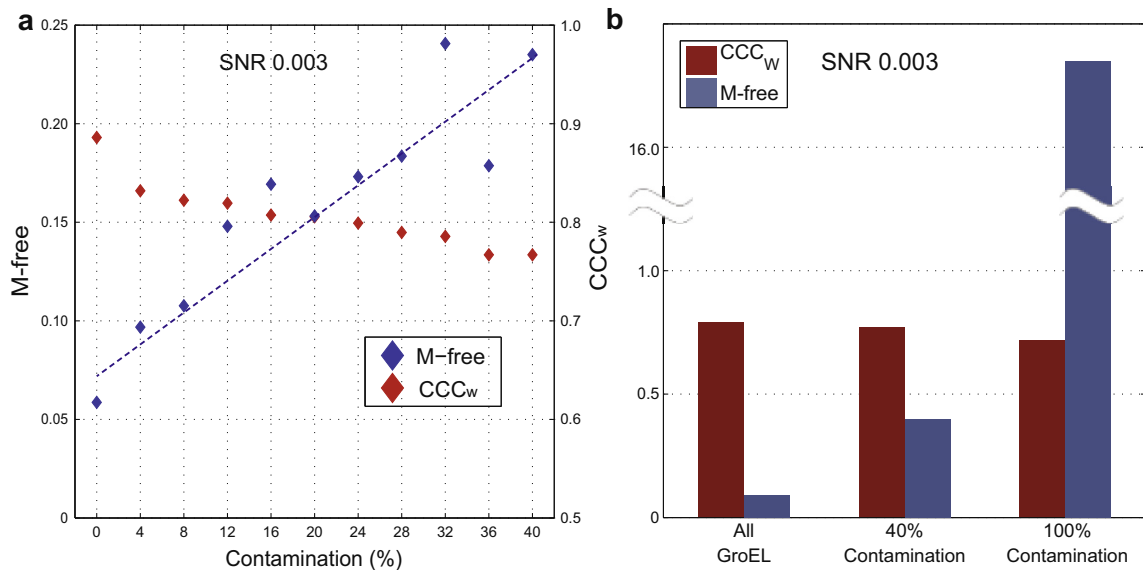 a
SNR 0.003
M-free
0.25
0.20
0.15
0.10
0.05
0
1.0
0.9
0.8
0.7
0.6
0.5
CCCw
M−free
CCCw
0 4 8 12 16 20 24 28 32 36 40
Contamination (%)
b
CCCW
M-free
SNR 0.003
16.0
1.0
0.5
0
All
GroEL
40%
Contamination
100%
Contamination